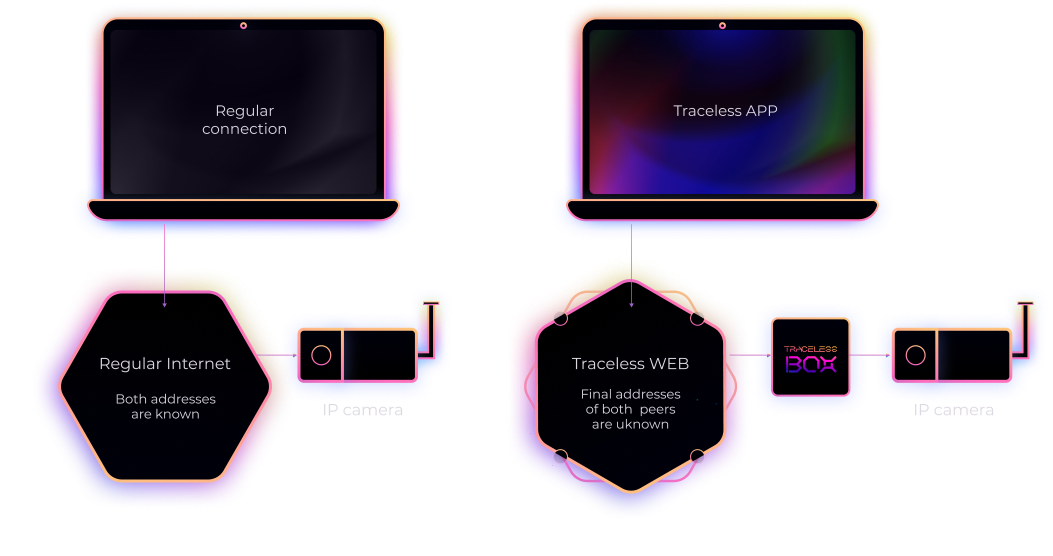 Regular
connection
Traceless APP
Regular Internet
Both addresses
are known
IP camera
Traceless WEB
Final addresses
of both peers
are uknown
TRACELESS
BOX
IP camera